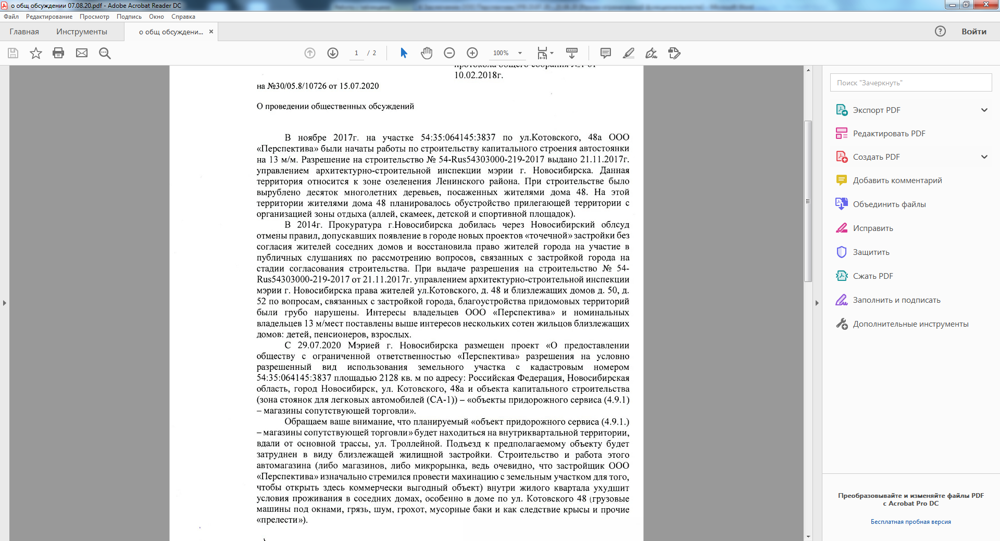 о общ обсуждении 07.08.20.pdf - Adobe Acrobat Reader DC
Файл Редактирование Просмотр Подпись Окно Справка
Главная Инструменты о общ обсуждени... × ? Войти
1 / 2 100%
протокола общего собрания №1 от
10.02.2018г.
на №30/05.8/10726 от 15.07.2020
О проведении общественных обсуждений
В ноябре 2017г. на участке 54:35:064145:3837 по ул.Котовского, 48а ООО
«Перспектива» были начаты работы по строительству капитального строения автостоянки
на 13 м/м. Разрешение на строительство № 54-Rus54303000-219-2017 выдано 21.11.2017г.
управлением архитектурно-строительной инспекции мэрии г. Новосибирска. Данная
территория относится к зоне озеленения Ленинского района. При строительстве было
вырублено десяток многолетних деревьев, посаженных жителями дома 48. На этой
территории жителями дома 48 планировалось обустройство прилегающей территории с
организацией зоны отдыха (аллей, скамеек, детской и спортивной площадок).
В 2014г. Прокуратура г.Новосибирска добилась через Новосибирский облсуд
отмены правил, допускавших появление в городе новых проектов «точечной» застройки без
согласия жителей соседних домов и восстановила право жителей города на участие в
публичных слушаниях по рассмотрению вопросов, связанных с застройкой города на
стадии согласования строительства. При выдаче разрешения на строительство № 54-
Rus54303000-219-2017 от 21.11.2017г. управлением архитектурно-строительной инспекции
мэрии г. Новосибирска права жителей ул.Котовского, д. 48 и близлежащих домов д. 50, д.
52 по вопросам, связанных с застройкой города, благоустройства придомовых территорий
были грубо нарушены. Интересы владельцев ООО «Перспектива» и номинальных
владельцев 13 м/мест поставлены выше интересов нескольких сотен жильцов близлежащих
домов: детей, пенсионеров, взрослых.
С 29.07.2020 Мэрией г. Новосибирска размещен проект «О предоставлении
обществу с ограниченной ответственностью «Перспектива» разрешения на условно
разрешенный вид использования земельного участка с кадастровым номером
54:35:064145:3837 площадью 2128 кв. м по адресу: Российская Федерация, Новосибирская
область, город Новосибирск, ул. Котовского, 48а и объекта капитального строительства
(зона стоянок для легковых автомобилей (СА-1)) – «объекты придорожного сервиса (4.9.1)
– магазины сопутствующей торговли».
Обращаем ваше внимание, что планируемый «объект придорожного сервиса (4.9.1.)
– магазины сопутствующей торговли» будет находиться на внутриквартальной территории,
вдали от основной трассы, ул. Троллейной. Подъезд к предполагаемому объекту будет
затруднен в виду близлежащей жилищной застройки. Строительство и работа этого
автомагазина (либо магазинов, либо микрорынка, ведь очевидно, что застройщик ООО
«Перспектива» изначально стремился провести махинацию с земельным участком для того,
чтобы открыть здесь коммерчески выгодный объект) внутри жилого квартала ухудшит
условия проживания в соседних домах, особенно в доме по ул. Котовского 48 (грузовые
машины под окнами, грязь, шум, грохот, мусорные баки и как следствие крысы и прочие
«прелести»).
Поиск "Зачеркнуть"
Экспорт PDF
Редактировать PDF
Создать PDF
Добавить комментарий
Объединить файлы
Исправить
Защитить
Сжать PDF
Заполнить и подписать
Дополнительные инструменты
Преобразовывайте и изменяйте файлы PDF
с Acrobat Pro DC
Бесплатная пробная версия